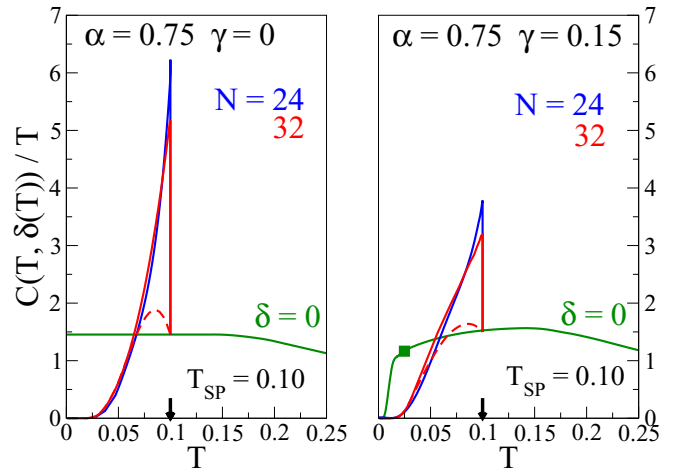 α = 0.75 γ = 0
N = 24
32
δ = 0
T_SP = 0.10
C(T, δ(T)) / T
0 1 2 3 4 5 6 7
0 0.05 0.1 0.15 0.2 0.25
T
α = 0.75 γ = 0.15
N = 24
32
δ = 0
T_SP = 0.10
0 1 2 3 4 5 6 7
0 0.05 0.1 0.15 0.2 0.25
T